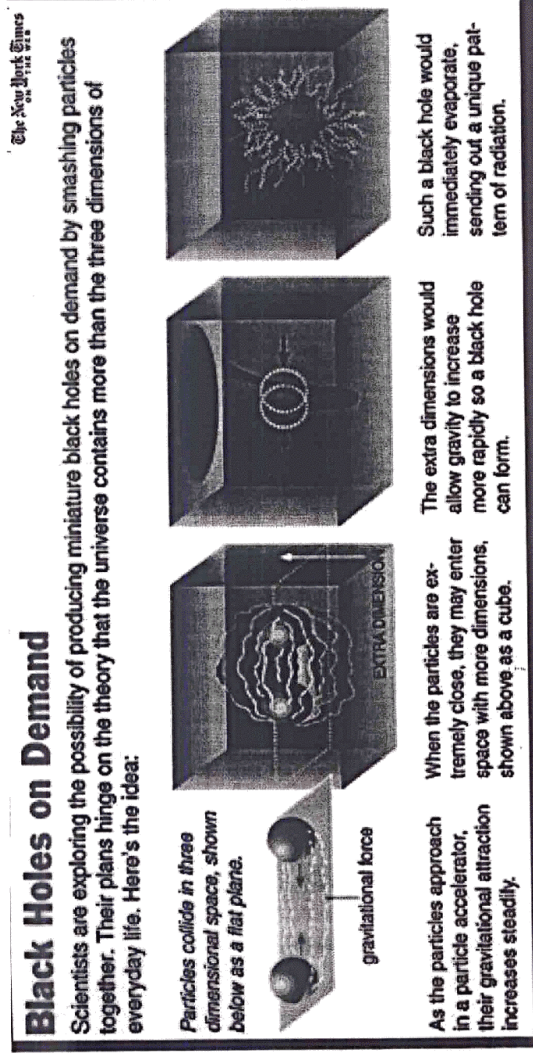 The New York Times
ON THE WEB
Black Holes on Demand
Scientists are exploring the possibility of producing miniature black holes on demand by smashing particles
together. Their plans hinge on the theory that the universe contains more than the three dimensions of
everyday life. Here's the idea:
Particles collide in three
dimensional space, shown
below as a flat plane.
gravitational force
As the particles approach
in a particle accelerator,
their gravitational attraction
increases steadily.
EXTRA DIMENSION
When the particles are ex-
tremely close, they may enter
space with more dimensions,
shown above as a cube.
The extra dimensions would
allow gravity to increase
more rapidly so a black hole
can form.
Such a black hole would
immediately evaporate,
sending out a unique pat-
tern of radiation.